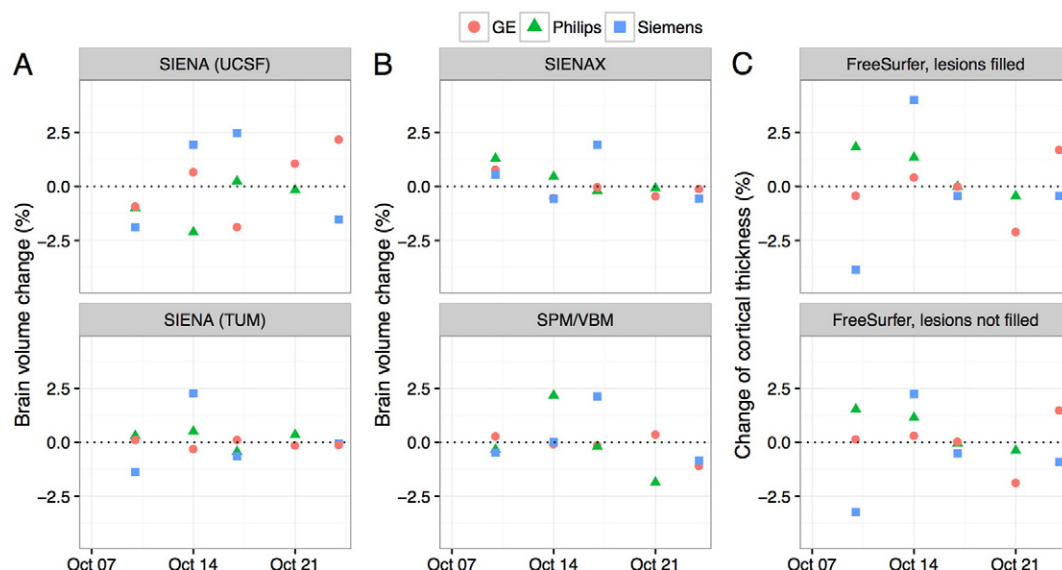 GE Philips Siemens
A
SIENA (UCSF)
Brain volume change (%)
2.5
0.0
−2.5
SIENA (TUM)
2.5
0.0
−2.5
Oct 07 Oct 14 Oct 21
B
SIENAX
Brain volume change (%)
2.5
0.0
−2.5
SPM/VBM
2.5
0.0
−2.5
Oct 07 Oct 14 Oct 21
C
FreeSurfer, lesions filled
Change of cortical thickness (%)
2.5
0.0
−2.5
FreeSurfer, lesions not filled
2.5
0.0
−2.5
Oct 07 Oct 14 Oct 21